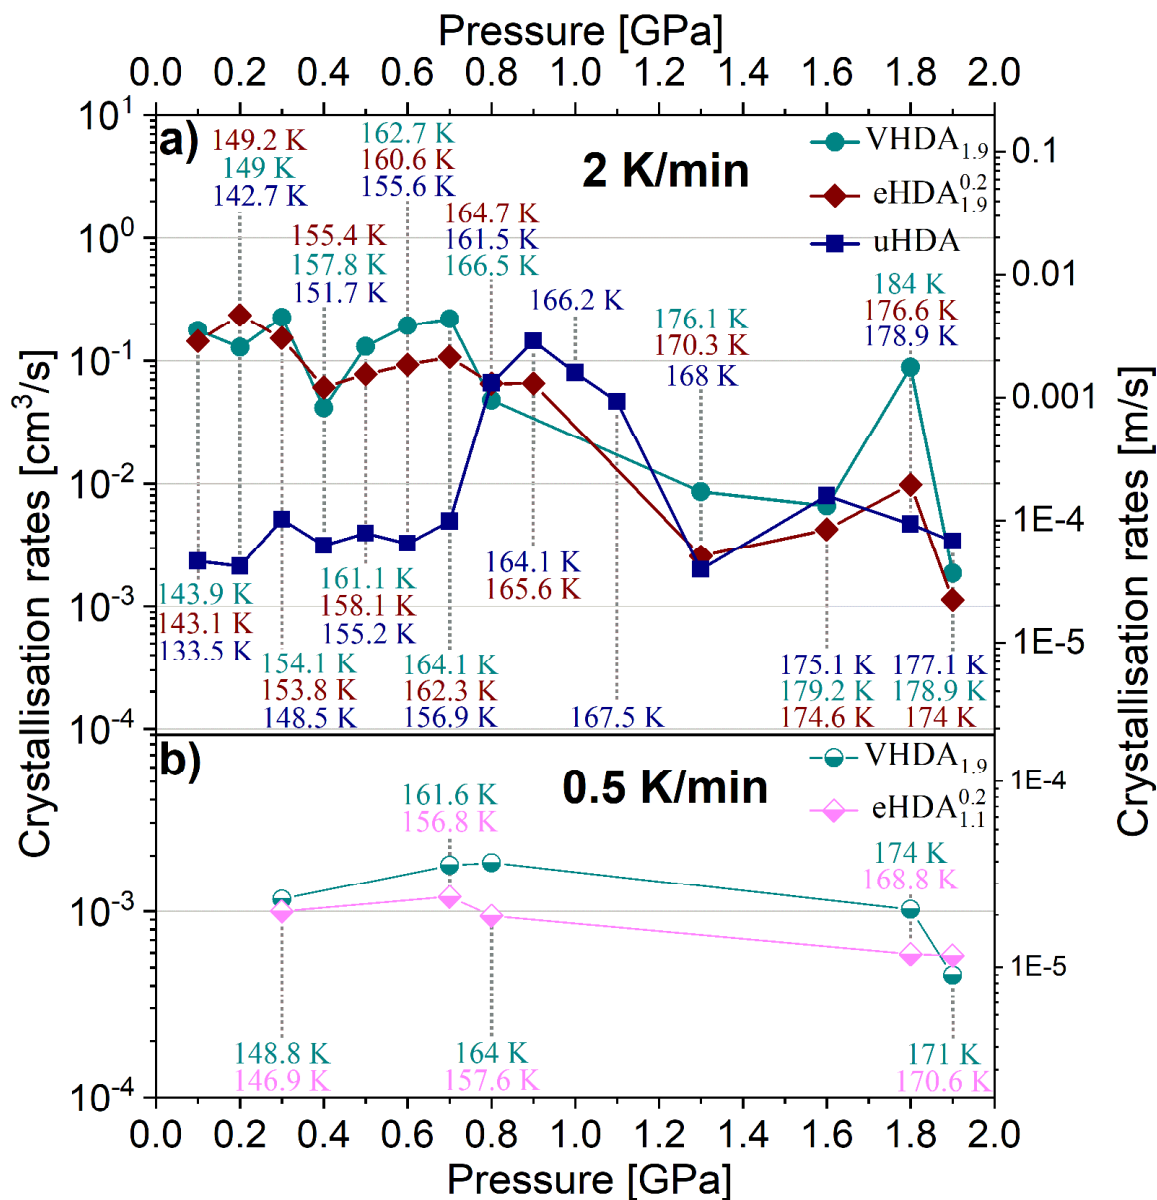 Pressure [GPa]
0.0 0.2 0.4 0.6 0.8 1.0 1.2 1.4 1.6 1.8 2.0
Crystallisation rates [cm³/s]
Crystallisation rates [m/s]
a)
2 K/min
VHDA₁.₉
eHDA₁.₉⁰·²
uHDA
10¹
10⁰
10⁻¹
10⁻²
10⁻³
10⁻⁴
0.1
0.01
0.001
1E-4
1E-5
149.2 K
149 K
142.7 K
155.4 K
157.8 K
151.7 K
162.7 K
160.6 K
155.6 K
164.7 K
161.5 K
166.5 K
166.2 K
176.1 K
170.3 K
168 K
184 K
176.6 K
178.9 K
143.9 K
143.1 K
133.5 K
154.1 K
153.8 K
148.5 K
161.1 K
158.1 K
155.2 K
164.1 K
162.3 K
156.9 K
164.1 K
165.6 K
167.5 K
175.1 K
179.2 K
174.6 K
177.1 K
178.9 K
174 K
b)
0.5 K/min
VHDA₁.₉
eHDA₁.₁⁰·²
10⁻³
10⁻⁴
1E-4
1E-5
161.6 K
156.8 K
174 K
168.8 K
148.8 K
146.9 K
164 K
157.6 K
171 K
170.6 K
0.0 0.2 0.4 0.6 0.8 1.0 1.2 1.4 1.6 1.8 2.0
Pressure [GPa]